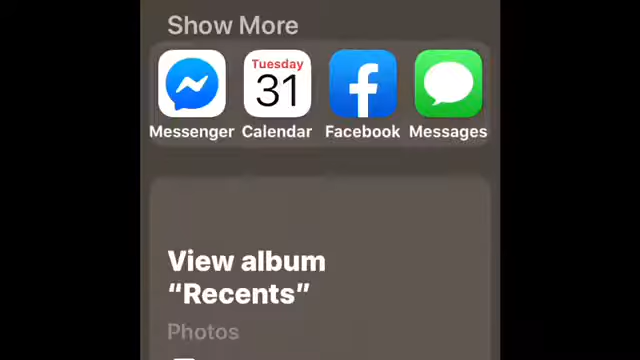 Show More
Tuesday
31
Messenger Calendar Facebook Messages
View album
“Recents”
Photos